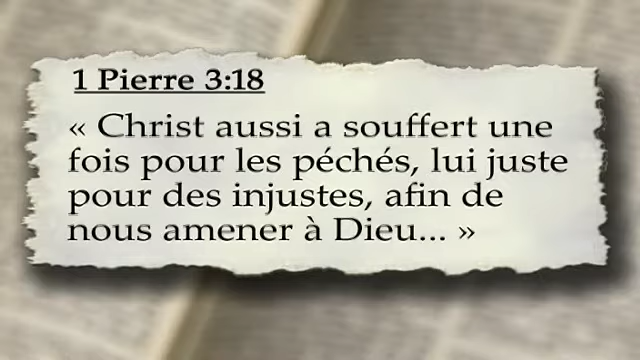 1 Pierre 3:18
« Christ aussi a souffert une
fois pour les péchés, lui juste
pour des injustes, afin de
nous amener à Dieu... »